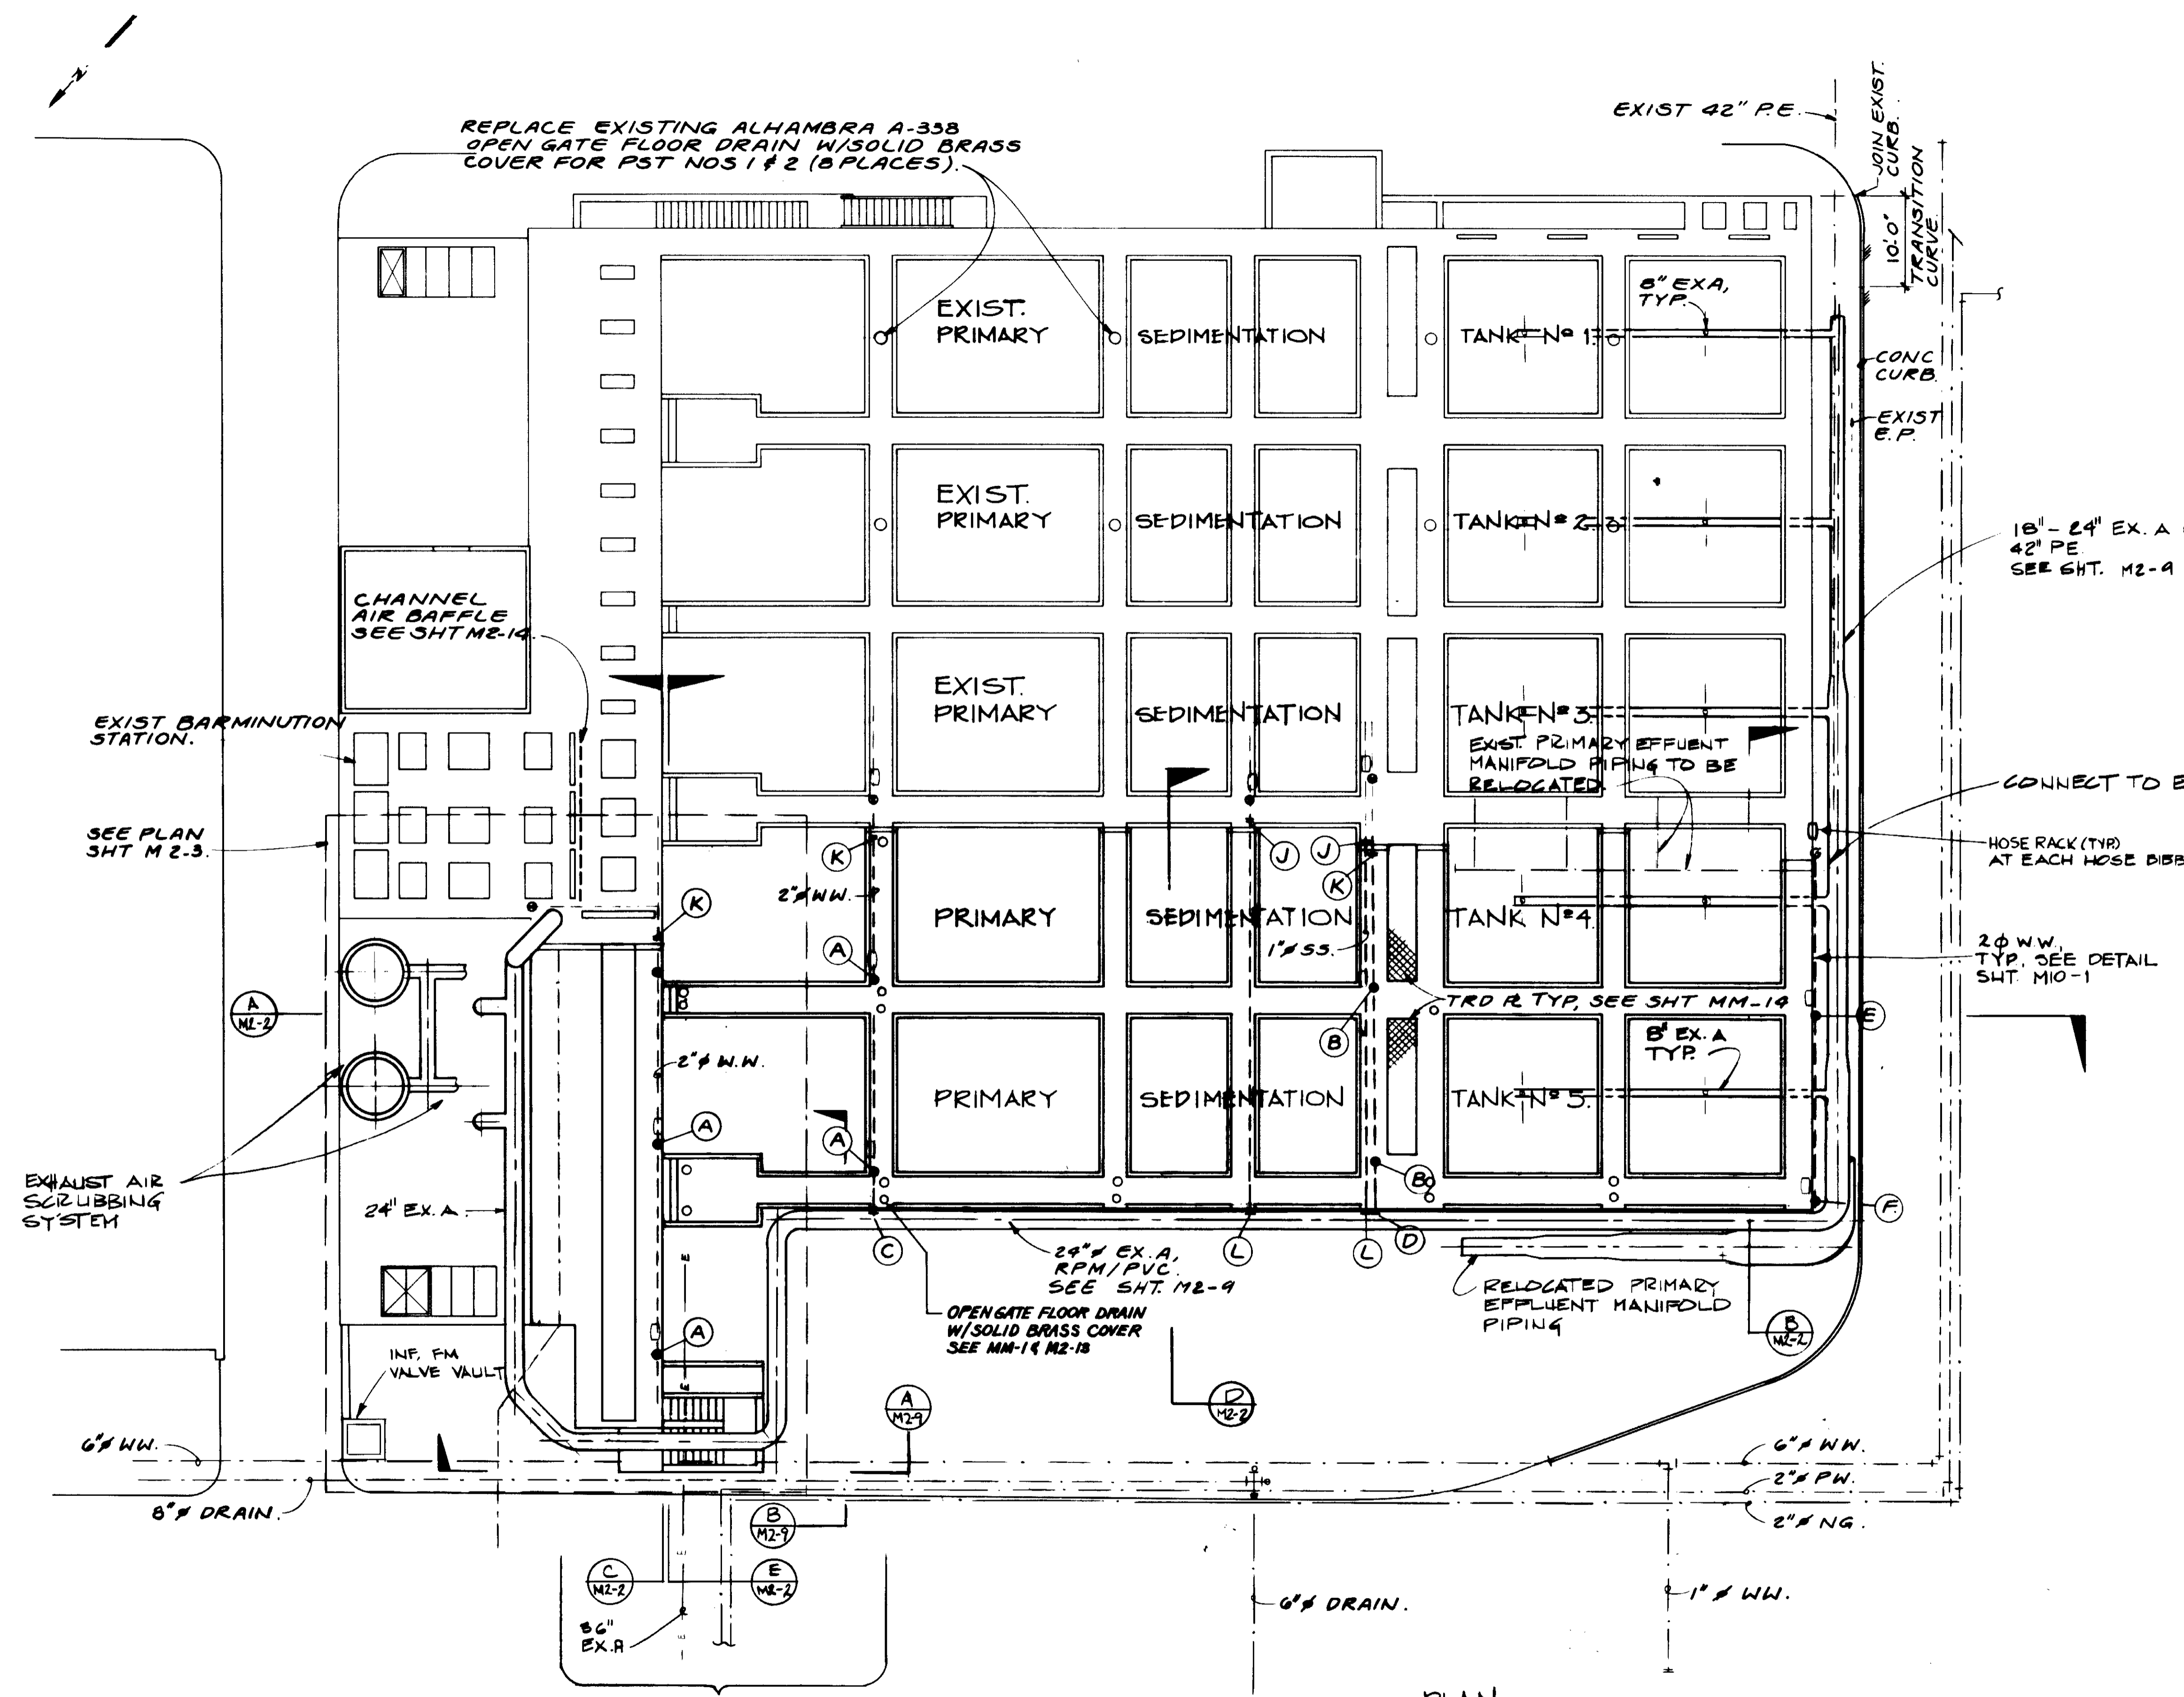 N
REPLACE EXISTING ALHAMBRA A-338
OPEN GATE FLOOR DRAIN W/SOLID BRASS
COVER FOR PST NOS 1 & 2 (8 PLACES).
EXIST 42" P.E.
JOIN EXIST.
CURB.
10'.0"
TRANSITION
CURVE
EXIST.
PRIMARY SEDIMENTATION TANK Nº 1.
8" EX.A,
TYP.
CONC
CURB.
EXIST
E.P.
EXIST.
PRIMARY SEDIMENTATION TANK Nº 2.
18"- 24" EX. A
42" PE
SEE SHT. M2-9
CHANNEL
AIR BAFFLE
SEE SHT M2-14
EXIST.
PRIMARY SEDIMENTATION TANK Nº 3.
EXIST BARMINUTION
STATION.
EXIST. PRIMARY EFFUENT
MANIFOLD PIPING TO BE
RELOCATED.
CONNECT TO E
SEE PLAN
SHT M 2-3.
HOSE RACK (TYP.)
AT EACH HOSE BIBB
K
J
J
K
2"ø WW.
K
PRIMARY SEDIMENTATION TANK Nº 4.
A
1"ø SS.
2ø W.W.,
TYP. SEE DETAIL
SHT. M10-1
A
M2-2
TRD PL TYP, SEE SHT MM-14
E
B
8" EX. A
TYP.
2"ø W.W.
PRIMARY SEDIMENTATION TANK Nº 5.
A
A
B
EXHAUST AIR
SCRUBBING
SYSTEM
24" EX. A
F
C
L
L
D
24"ø EX. A,
RPM/PVC.
SEE SHT. M2-9
RELOCATED PRIMARY
EFFLUENT MANIFOLD
PIPING
OPEN GATE FLOOR DRAIN
W/SOLID BRASS COVER
SEE MM-1 & M2-13
A
E
E
B
M2-2
INF, FM
VALVE VAULT
A
M2-9
D
M2-2
6"ø WW.
8"ø DRAIN.
6"ø WW.
2"ø PW.
2"ø NG.
B
M2-9
C
M2-2
E
M2-2
E
E
36"
EX.A
6"ø DRAIN.
1"ø WW.
PLAN